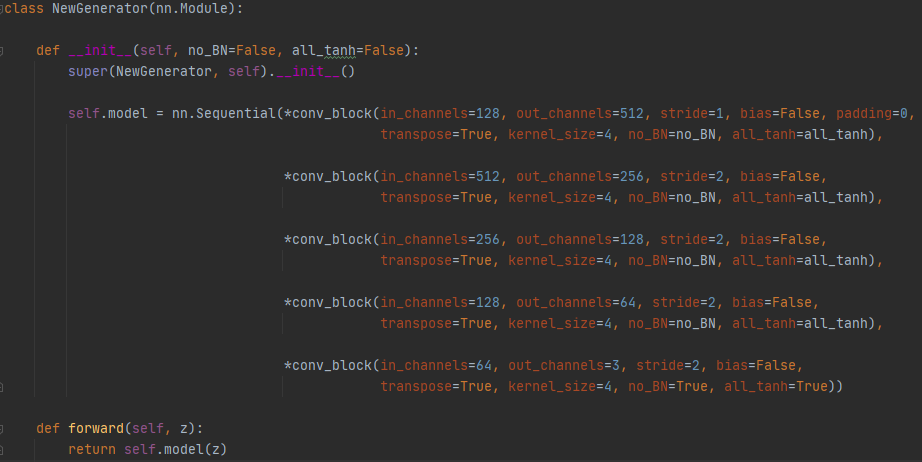 class NewGenerator(nn.Module):
def __init__(self, no_BN=False, all_tanh=False):
super(NewGenerator, self).__init__()
self.model = nn.Sequential(*conv_block(in_channels=128, out_channels=512, stride=1, bias=False, padding=0,
transpose=True, kernel_size=4, no_BN=no_BN, all_tanh=all_tanh),
*conv_block(in_channels=512, out_channels=256, stride=2, bias=False,
transpose=True, kernel_size=4, no_BN=no_BN, all_tanh=all_tanh),
*conv_block(in_channels=256, out_channels=128, stride=2, bias=False,
transpose=True, kernel_size=4, no_BN=no_BN, all_tanh=all_tanh),
*conv_block(in_channels=128, out_channels=64, stride=2, bias=False,
transpose=True, kernel_size=4, no_BN=no_BN, all_tanh=all_tanh),
*conv_block(in_channels=64, out_channels=3, stride=2, bias=False,
transpose=True, kernel_size=4, no_BN=True, all_tanh=True))
def forward(self, z):
return self.model(z)